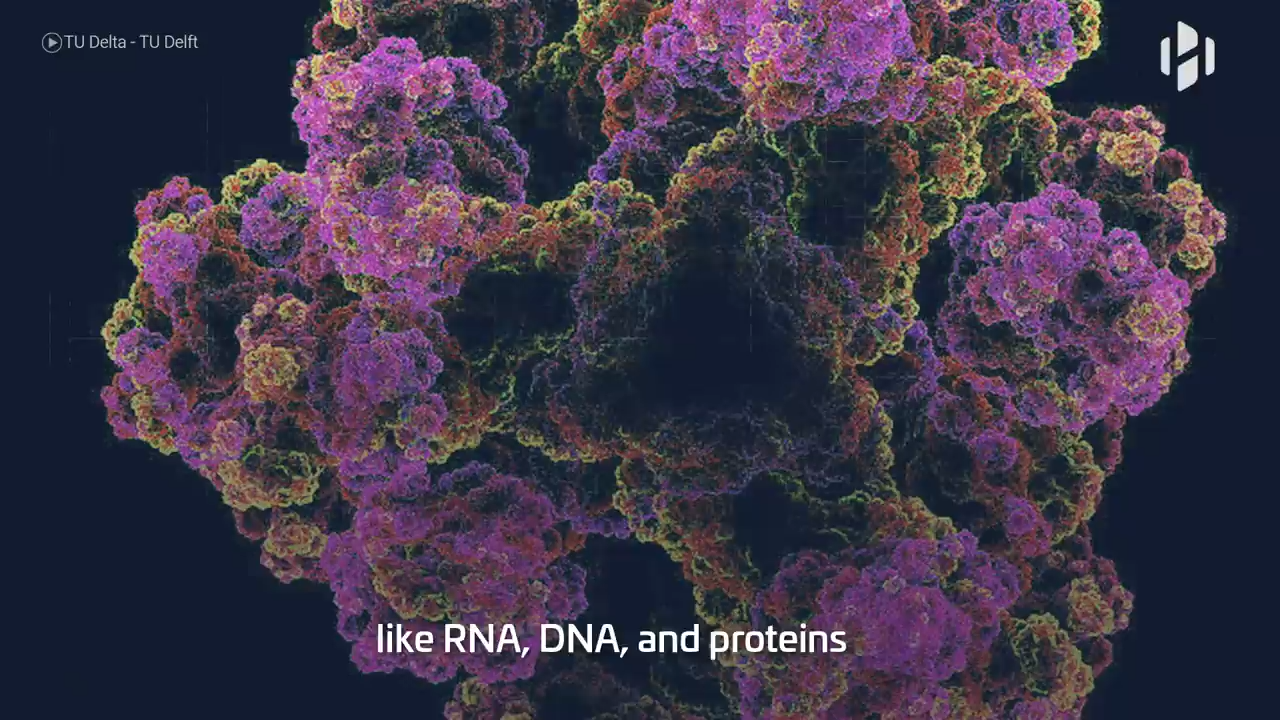 TU Delta - TU Delft
like RNA, DNA, and proteins